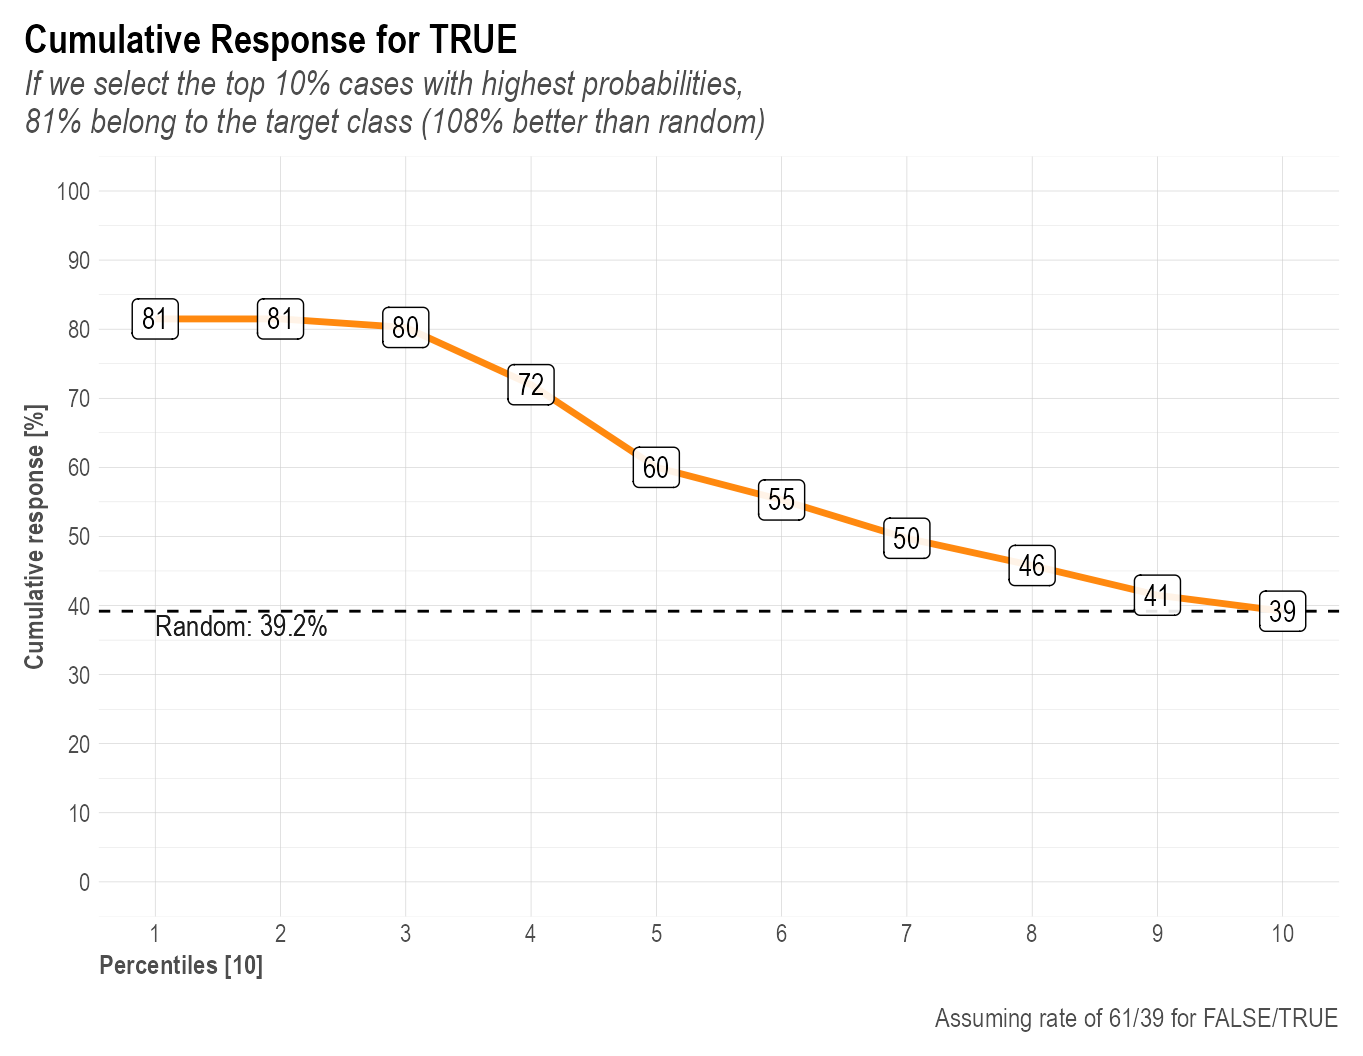 Cumulative Response for TRUE
If we select the top 10% cases with highest probabilities,
81% belong to the target class (108% better than random)
Cumulative response [%]
100
90
80
70
60
50
40
30
20
10
0
81
81
80
72
60
55
50
46
41
39
Random: 39.2%
1 2 3 4 5 6 7 8 9 10
Percentiles [10]
Assuming rate of 61/39 for FALSE/TRUE